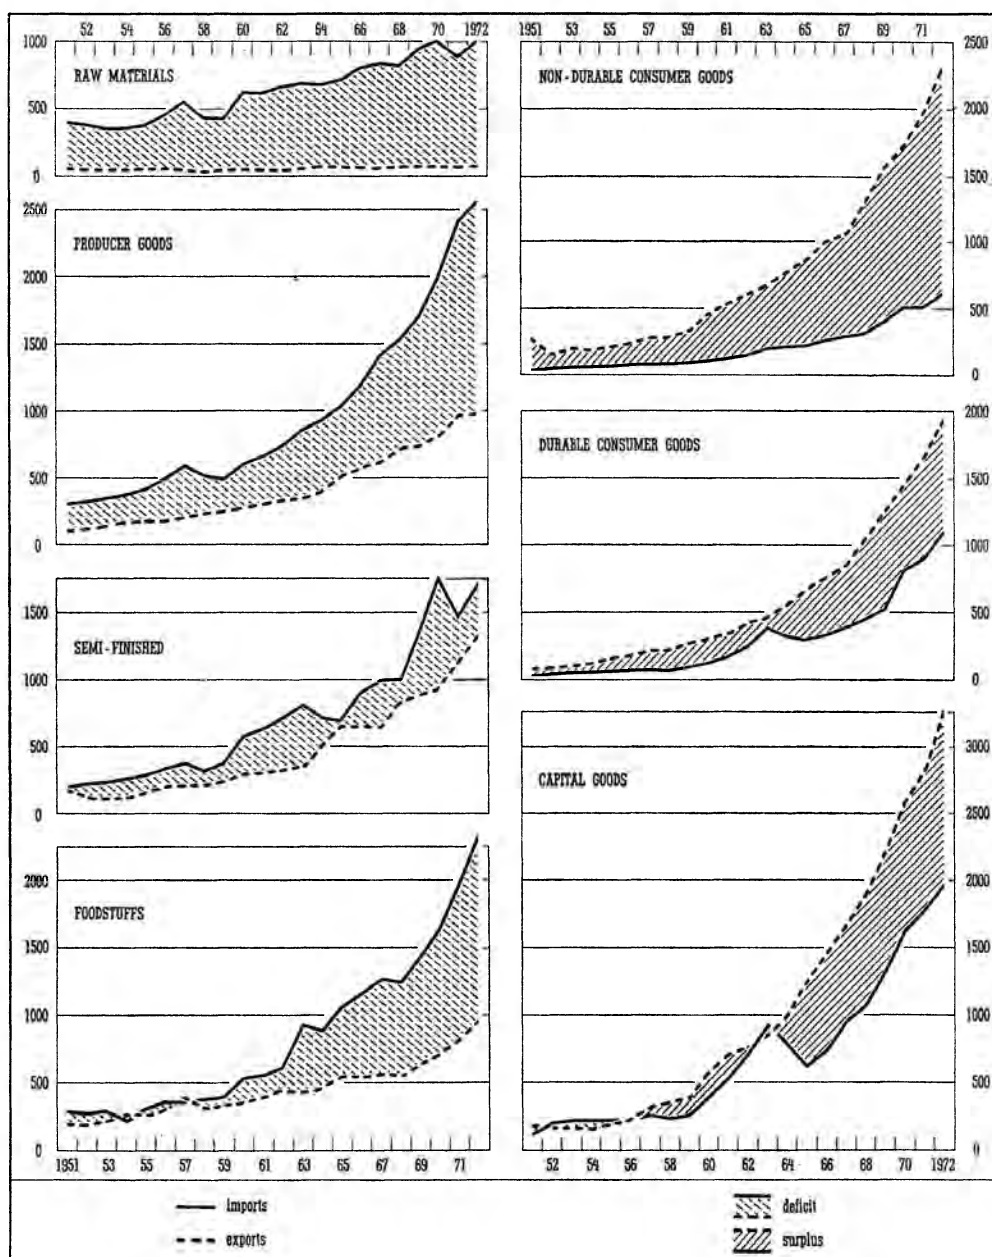 52 54 56 58 60 62 64 66 68 70 1972
1000
RAW MATERIALS
500
0
2500
PRODUCER GOODS
2000
1500
1000
500
0
1500
SEMI-FINISHED
1000
500
0
2000
FOODSTUFFS
1500
1000
500
0
1951 53 55 57 59 61 63 65 67 69 71
1951 53 55 57 59 61 63 65 67 69 71
2500
NON-DURABLE CONSUMER GOODS
2000
1500
1000
500
0
2000
DURABLE CONSUMER GOODS
1500
1000
500
0
3000
CAPITAL GOODS
2500
2000
1500
1000
500
0
52 54 56 58 60 62 64 66 68 70 1972
imports
exports
deficit
surplus